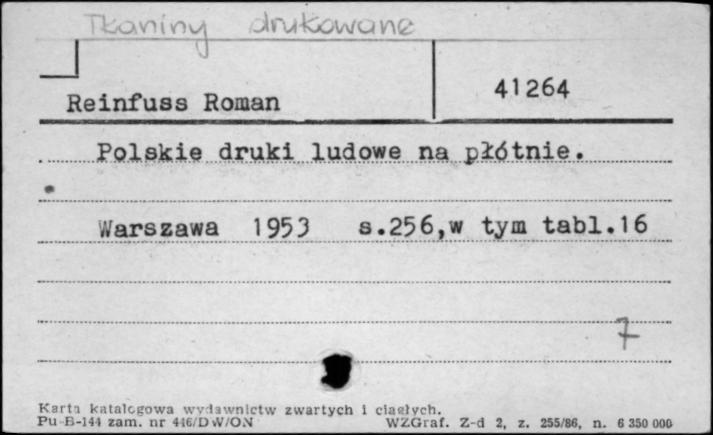 Tkaniny drukowane
41264
Reinfuss Roman
Polskie druki ludowe na płótnie.
Warszawa 1953 s.256,w tym tabl.16
7
Karta katalogowa wydawnictw zwartych i ciągłych.
Pu-B-144 zam. nr 446/DW/ON WZGraf. Z-d 2, z. 255/86, n. 6 350 000